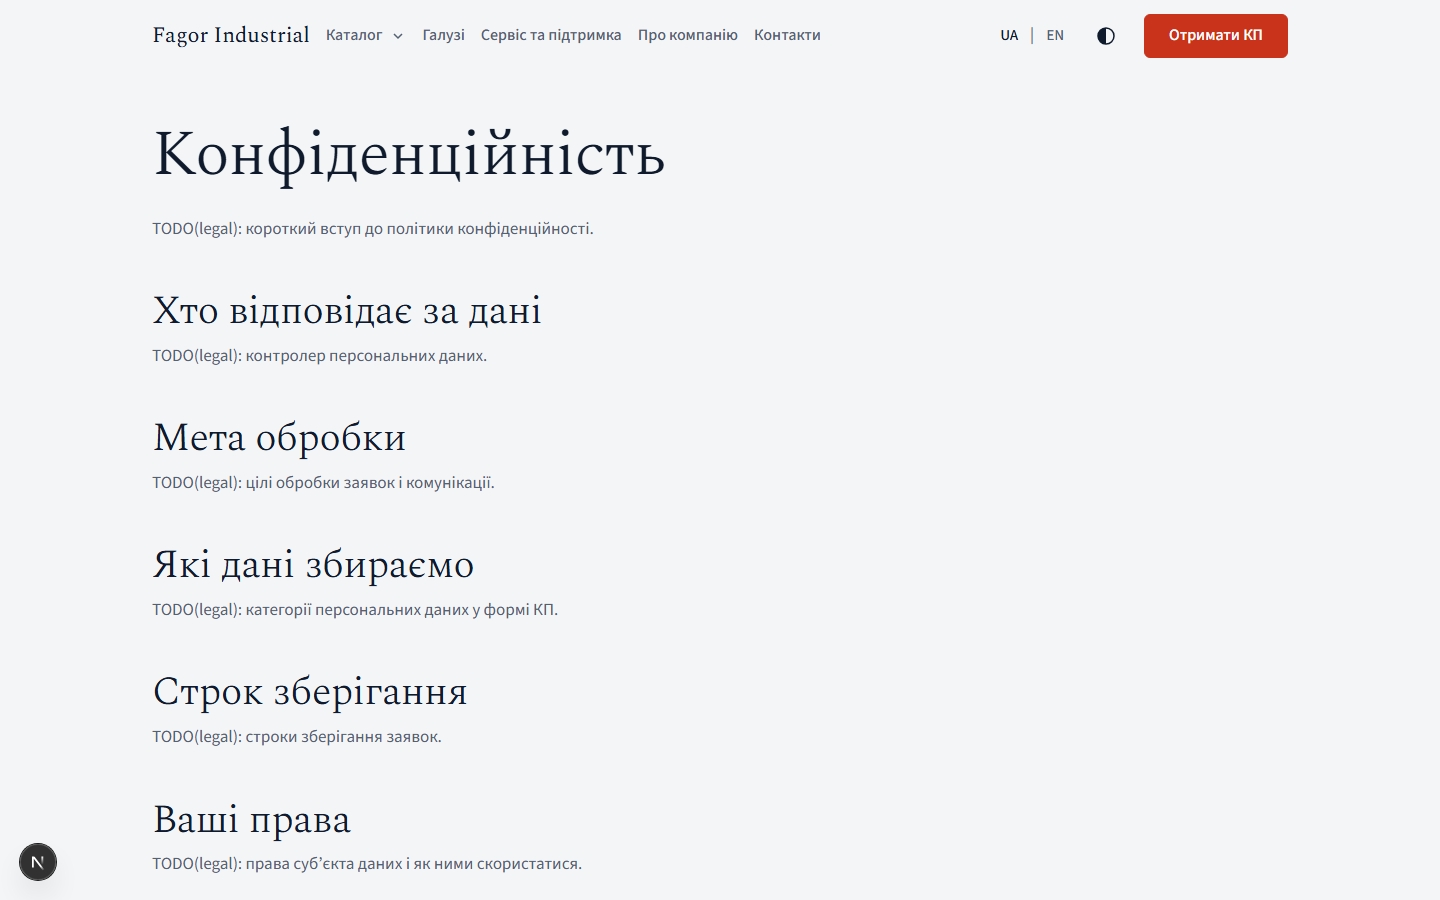 Fagor Industrial Каталог Галузі Сервіс та підтримка Про компанію Контакти UA | EN Отримати КП
Конфіденційність
TODO(legal): короткий вступ до політики конфіденційності.
Хто відповідає за дані
TODO(legal): контролер персональних даних.
Мета обробки
TODO(legal): цілі обробки заявок і комунікації.
Які дані збираємо
TODO(legal): категорії персональних даних у формі КП.
Строк зберігання
TODO(legal): строки зберігання заявок.
Ваші права
TODO(legal): права суб’єкта даних і як ними скористатися.
N